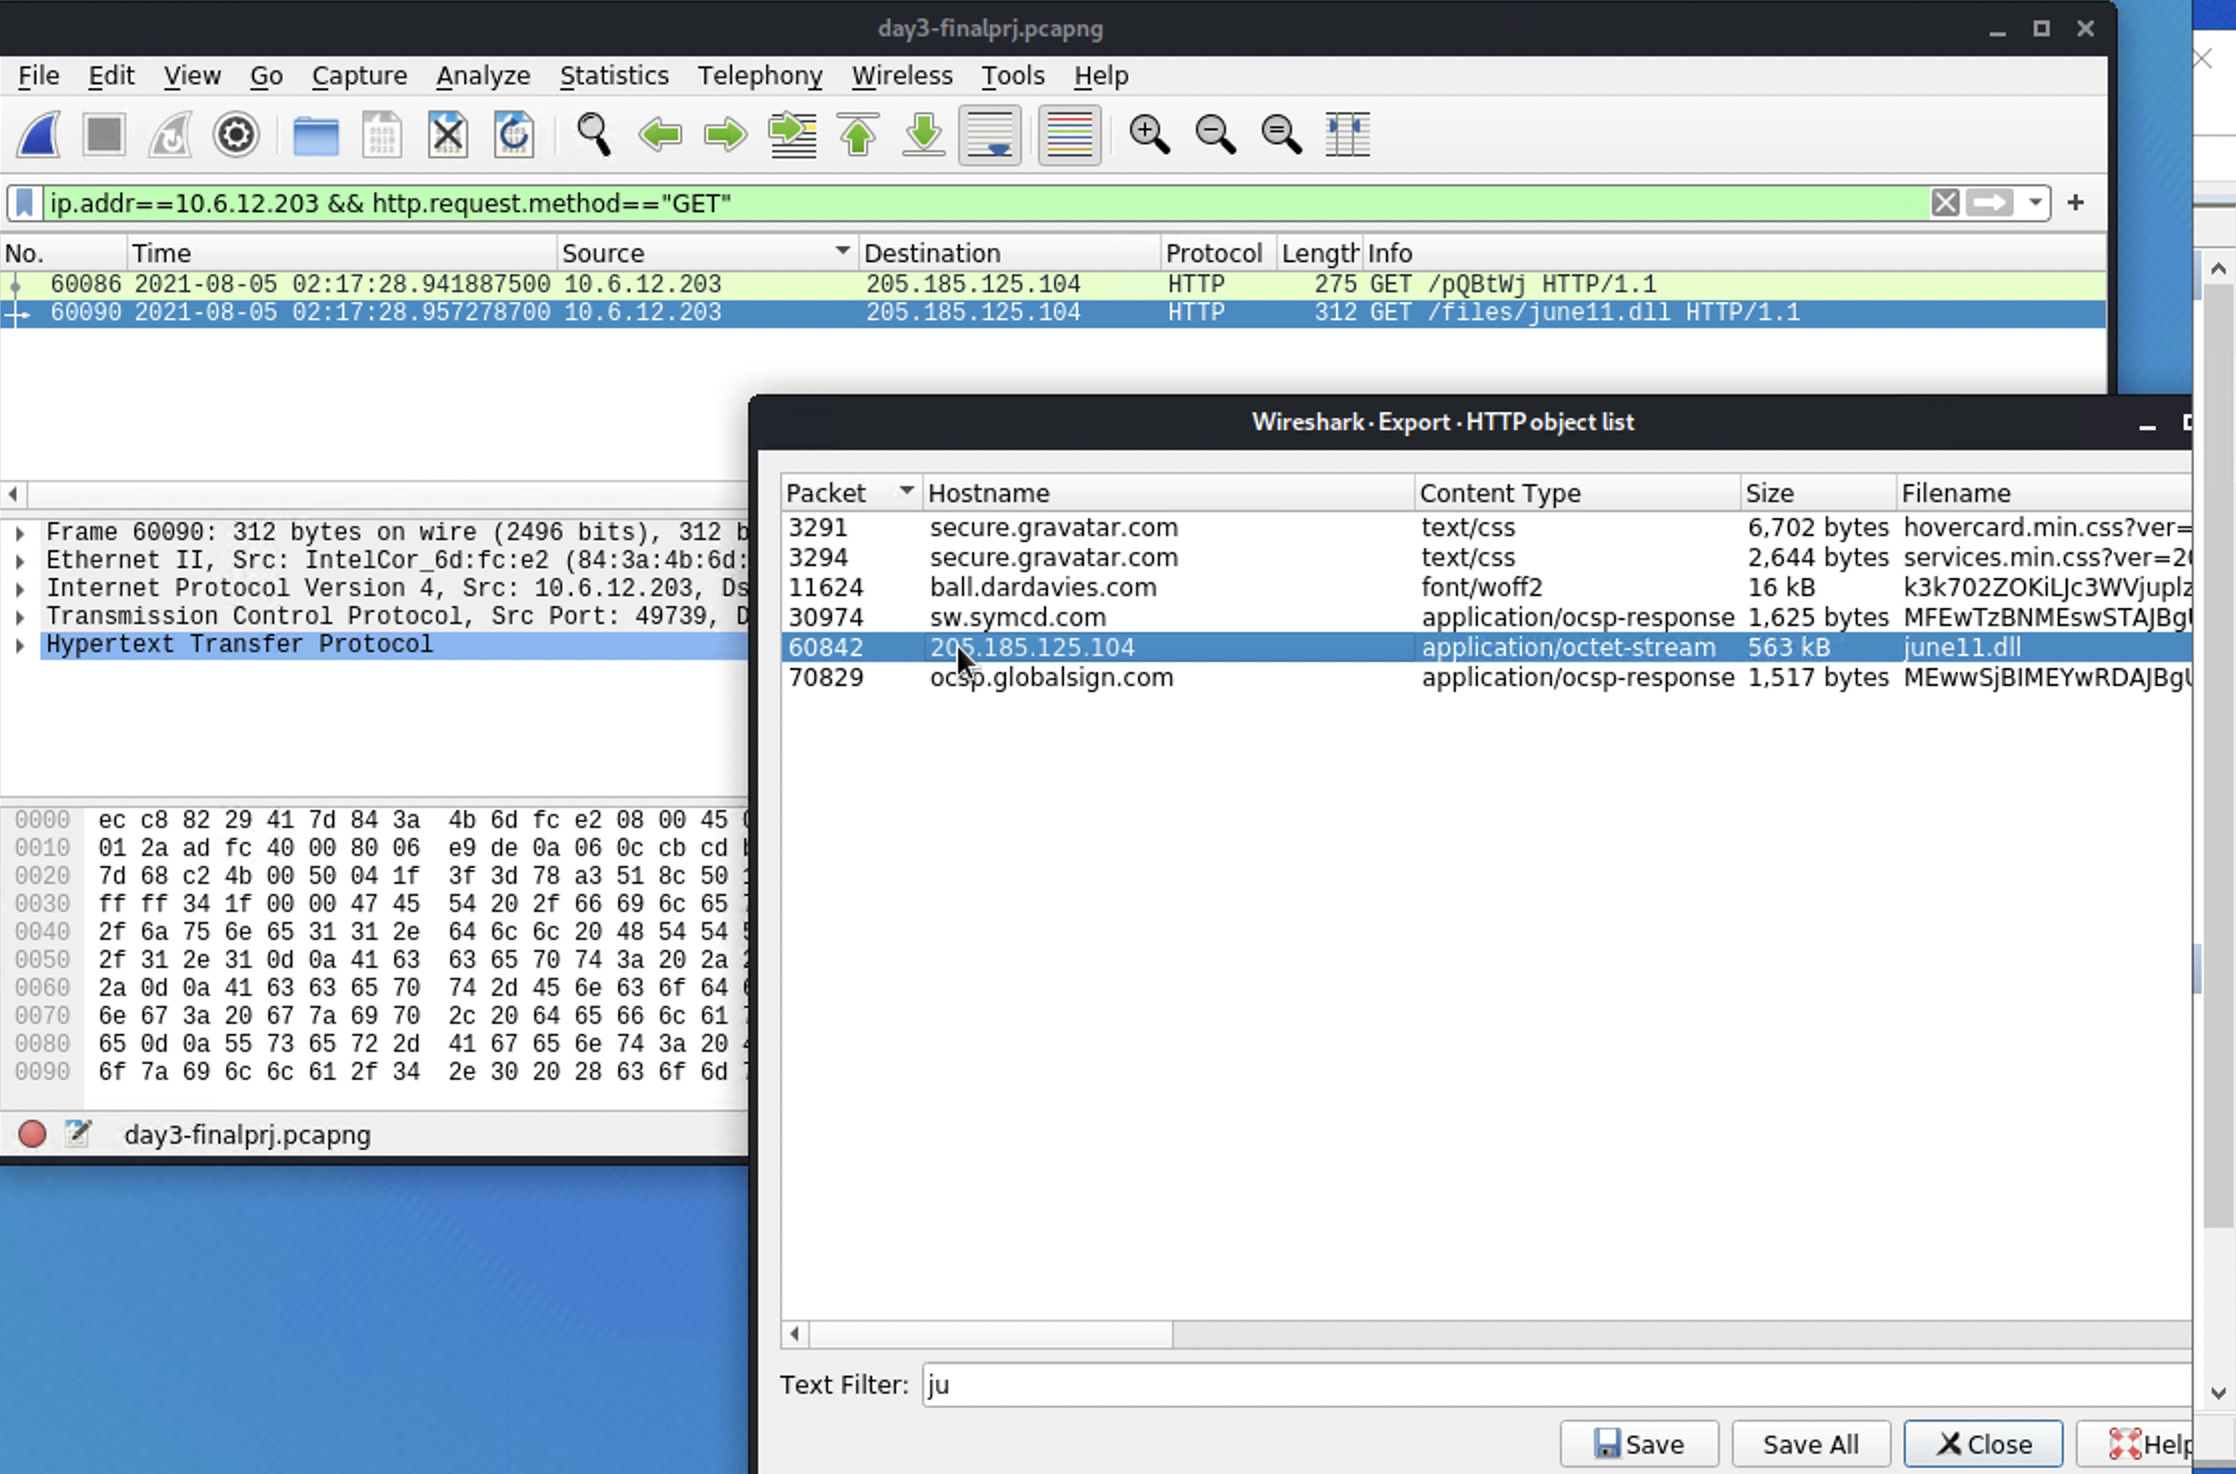 day3-finalprj.pcapng
File Edit View Go Capture Analyze Statistics Telephony Wireless Tools Help
ip.addr==10.6.12.203 && http.request.method=="GET"
No. Time Source Destination Protocol Length Info
60086 2021-08-05 02:17:28.941887500 10.6.12.203 205.185.125.104 HTTP 275 GET /pQBtWj HTTP/1.1
60090 2021-08-05 02:17:28.957278700 10.6.12.203 205.185.125.104 HTTP 312 GET /files/june11.dll HTTP/1.1
Frame 60090: 312 bytes on wire (2496 bits), 312 b
Ethernet II, Src: IntelCor_6d:fc:e2 (84:3a:4b:6d:
Internet Protocol Version 4, Src: 10.6.12.203, Ds
Transmission Control Protocol, Src Port: 49739, D
Hypertext Transfer Protocol
0000 ec c8 82 29 41 7d 84 3a 4b 6d fc e2 08 00 45
0010 01 2a ad fc 40 00 80 06 e9 de 0a 06 0c cb cd
0020 7d 68 c2 4b 00 50 04 1f 3f 3d 78 a3 51 8c 50
0030 ff ff 34 1f 00 00 47 45 54 20 2f 66 69 6c 65
0040 2f 6a 75 6e 65 31 31 2e 64 6c 6c 20 48 54 54
0050 2f 31 2e 31 0d 0a 41 63 63 65 70 74 3a 20 2a
0060 2a 0d 0a 41 63 63 65 70 74 2d 45 6e 63 6f 64
0070 6e 67 3a 20 67 7a 69 70 2c 20 64 65 66 6c 61
0080 65 0d 0a 55 73 65 72 2d 41 67 65 6e 74 3a 20
0090 6f 7a 69 6c 6c 61 2f 34 2e 30 20 28 63 6f 6d
day3-finalprj.pcapng
Wireshark · Export · HTTP object list
Packet Hostname Content Type Size Filename
3291 secure.gravatar.com text/css 6,702 bytes hovercard.min.css?ver=
3294 secure.gravatar.com text/css 2,644 bytes services.min.css?ver=20
11624 ball.dardavies.com font/woff2 16 kB k3k702ZOKiLJc3WVjuplz
30974 sw.symcd.com application/ocsp-response 1,625 bytes MFEwTzBNMEswSTAJBgU
60842 205.185.125.104 application/octet-stream 563 kB june11.dll
70829 ocsp.globalsign.com application/ocsp-response 1,517 bytes MEwwSjBIMEYwRDAJBgU
Text Filter: ju
Save Save All Close Help